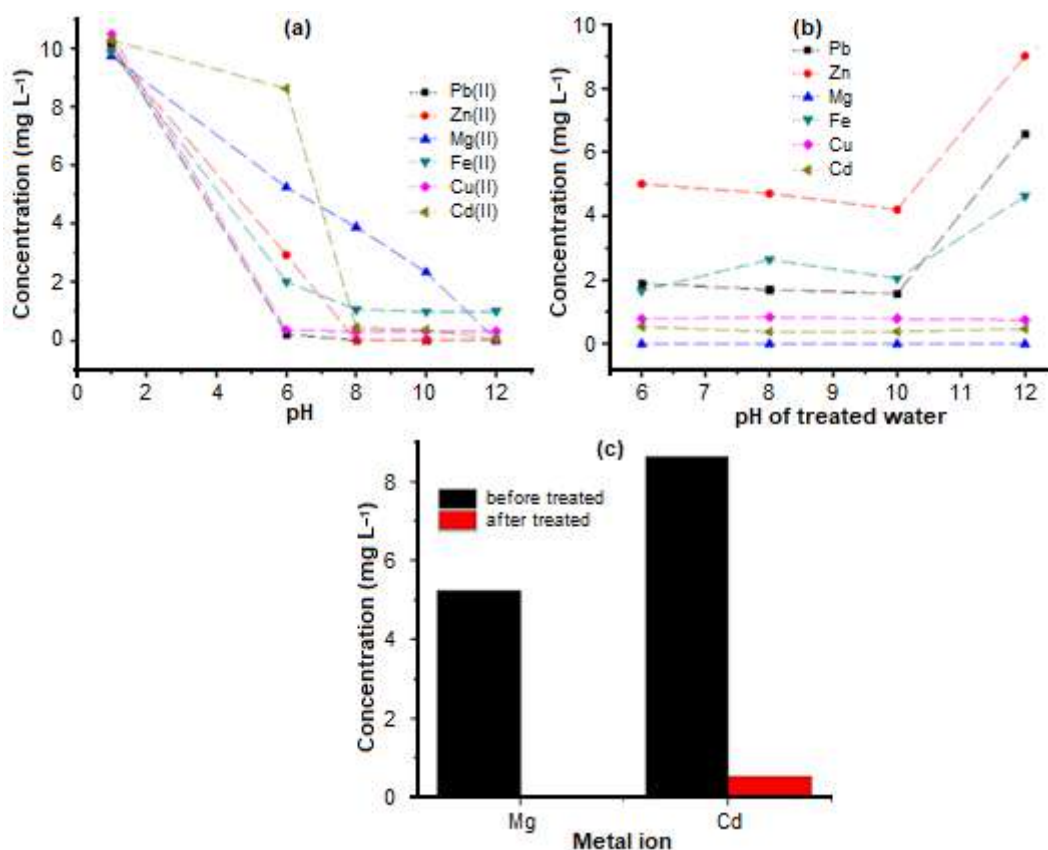 (a)
Concentration (mg L⁻¹)
10
8
6
4
2
0
Pb(II)
Zn(II)
Mg(II)
Fe(II)
Cu(II)
Cd(II)
0 2 4 6 8 10 12
pH
(b)
Concentration (mg L⁻¹)
10
8
6
4
2
0
Pb
Zn
Mg
Fe
Cu
Cd
6 7 8 9 10 11 12
pH of treated water
(c)
Concentration (mg L⁻¹)
8
6
4
2
0
before treated
after treated
Mg Cd
Metal ion